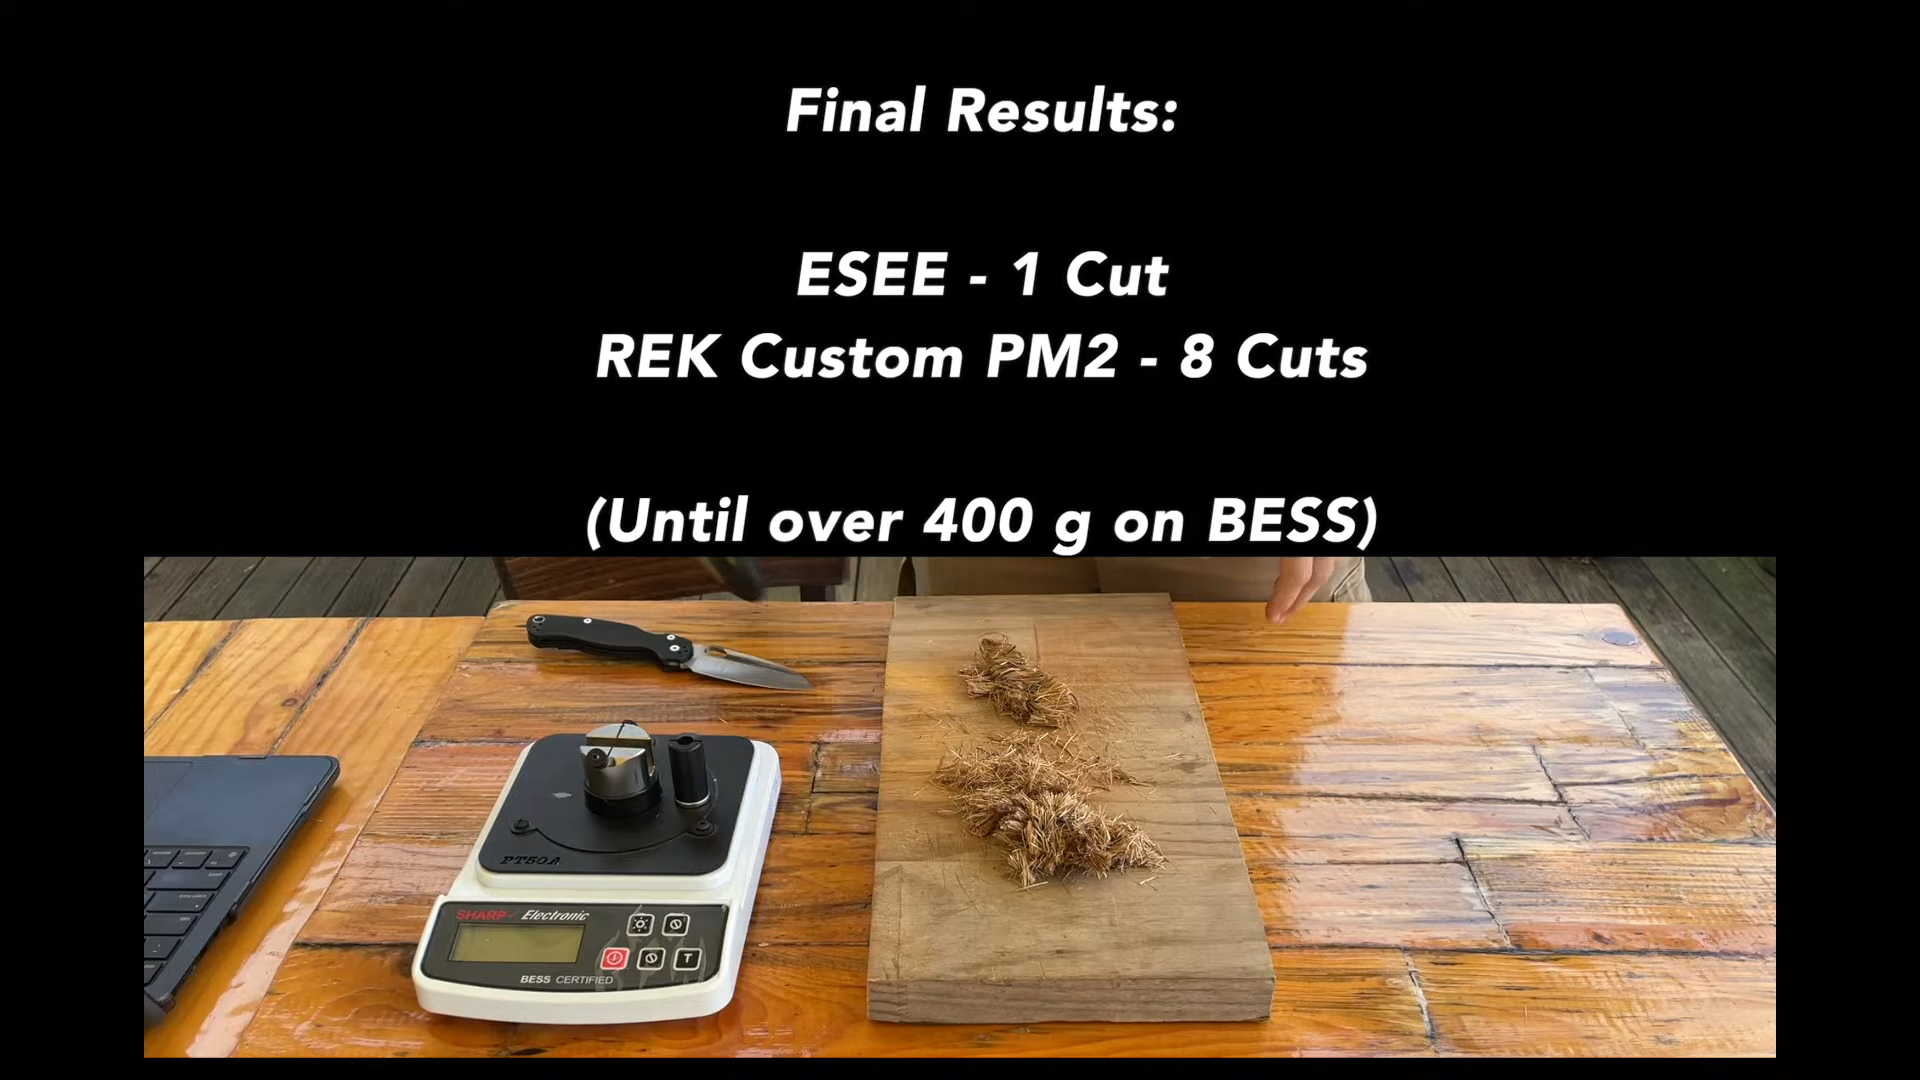 Final Results:
ESEE - 1 Cut
REK Custom PM2 - 8 Cuts
(Until over 400 g on BESS)
PT50A
SHARP Electronic
T
BESS CERTIFIED